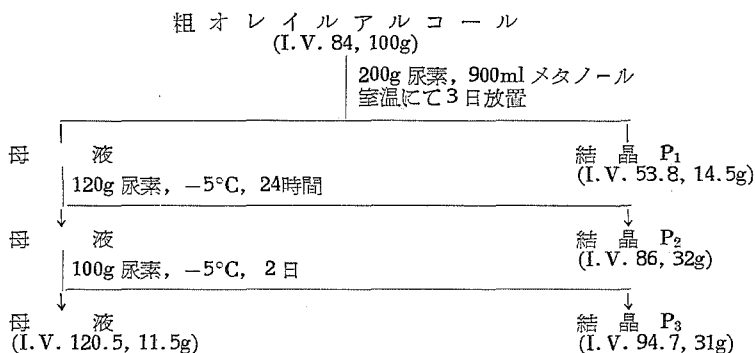 粗オレイルアルコール
(I.V. 84, 100g)
200g 尿素, 900ml メタノール
室温にて3日放置
母液
結晶 P₁
(I.V. 53.8, 14.5g)
120g 尿素, −5°C, 24時間
母液
結晶 P₂
(I.V. 86, 32g)
100g 尿素, −5°C, 2日
母液
結晶 P₃
(I.V. 120.5, 11.5g)
(I.V. 94.7, 31g)